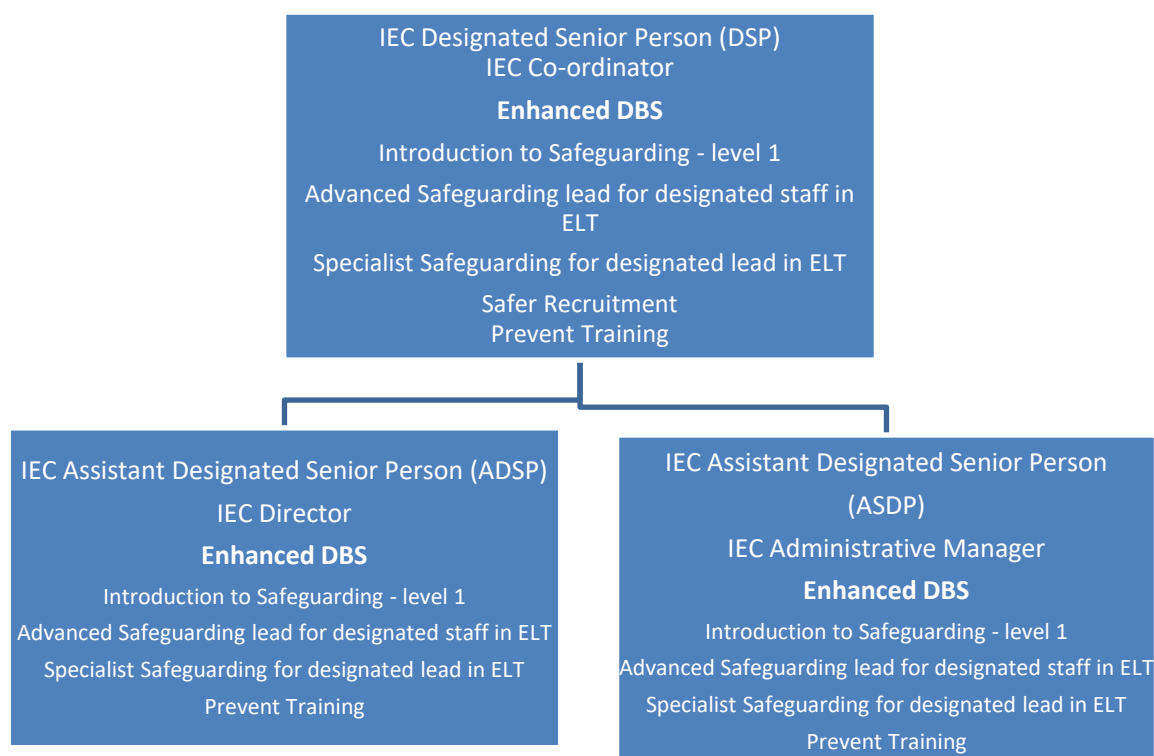 IEC Designated Senior Person (DSP)
IEC Co-ordinator
Enhanced DBS
Introduction to Safeguarding - level 1
Advanced Safeguarding lead for designated staff in
ELT
Specialist Safeguarding for designated lead in ELT
Safer Recruitment
Prevent Training
IEC Assistant Designated Senior Person (ADSP)
IEC Director
Enhanced DBS
Introduction to Safeguarding - level 1
Advanced Safeguarding lead for designated staff in ELT
Specialist Safeguarding for designated lead in ELT
Prevent Training
IEC Assistant Designated Senior Person
(ASDP)
IEC Administrative Manager
Enhanced DBS
Introduction to Safeguarding - level 1
Advanced Safeguarding lead for designated staff in ELT
Specialist Safeguarding for designated lead in ELT
Prevent Training